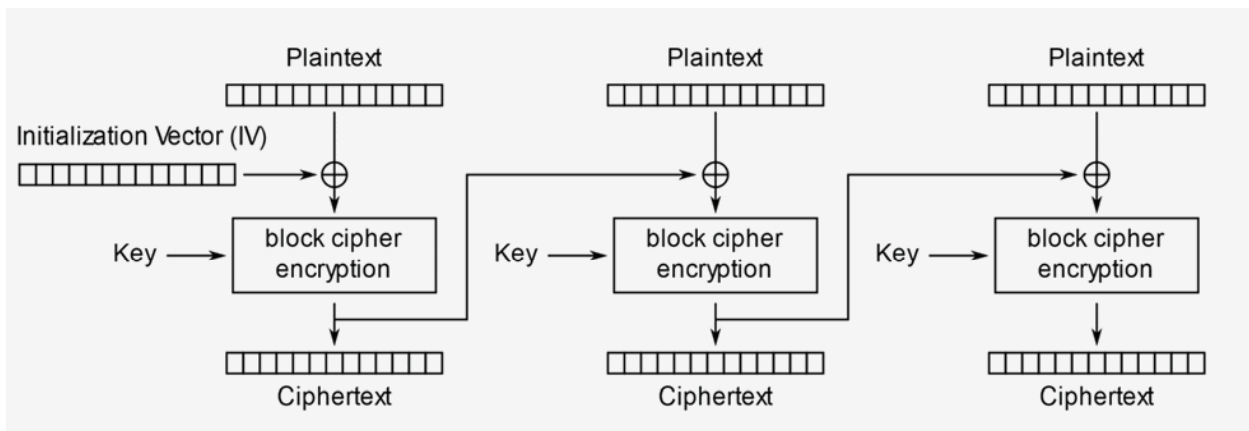 Plaintext
Plaintext
Plaintext
Initialization Vector (IV)
Key
block cipher
encryption
Key
block cipher
encryption
Key
block cipher
encryption
Ciphertext
Ciphertext
Ciphertext